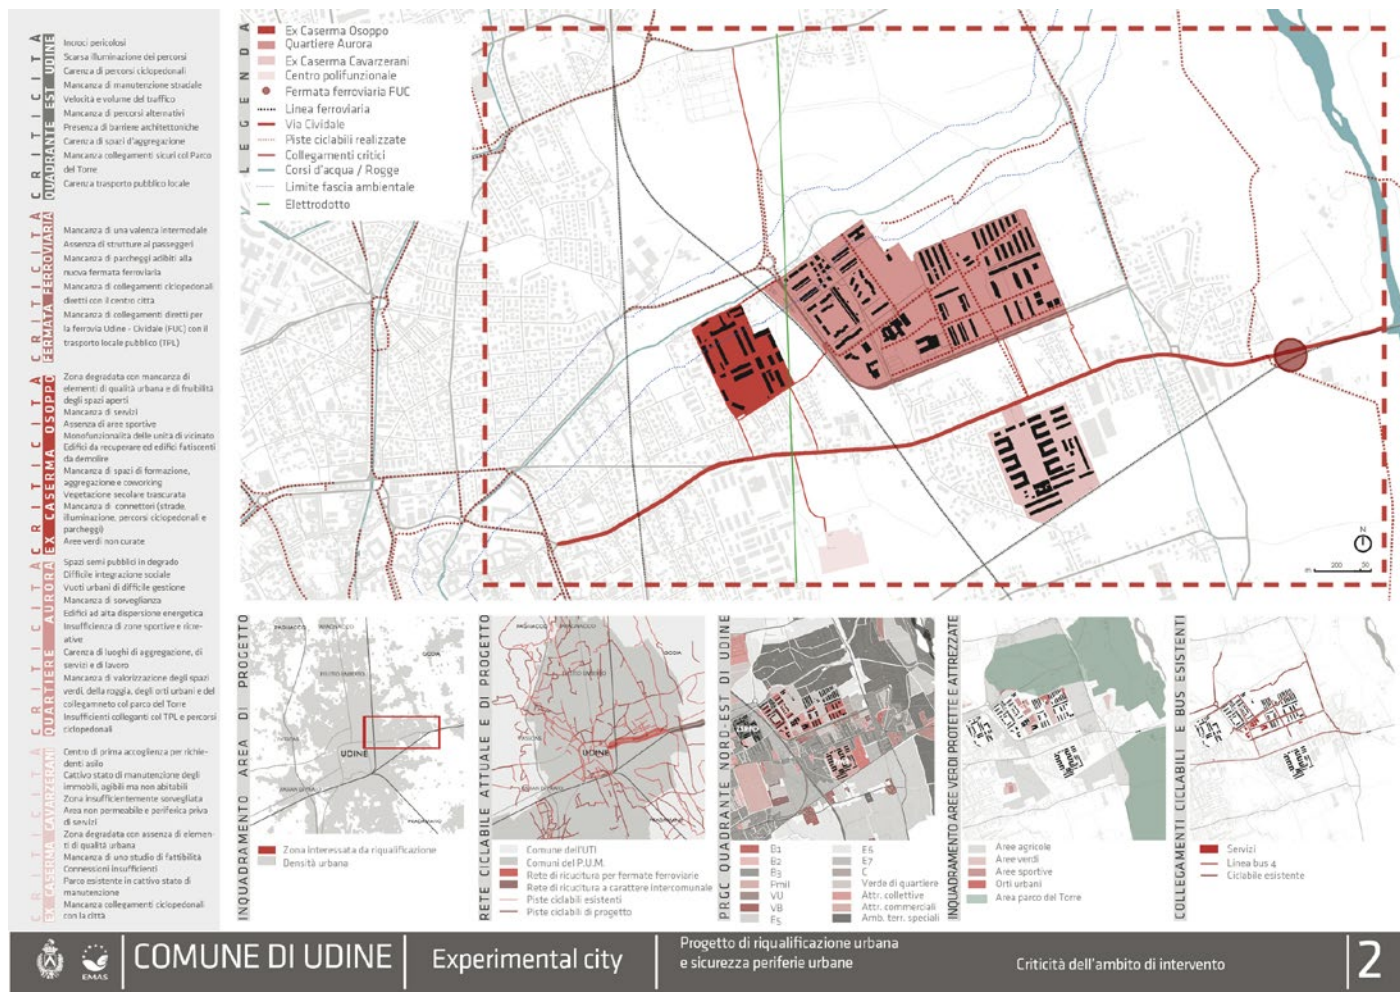 CRITICITÀ
QUADRANTE EST UDINE
Incroci pericolosi
Scarsa illuminazione dei percorsi
Carenza di percorsi ciclopedonali
Mancanza di manutenzione stradale
Velocità e volume del traffico
Mancanza di percorsi alternativi
Presenza di barriere architettoniche
Carenza di spazi d'aggregazione
Mancanza collegamenti sicuri col Parco
del Torre
Carenza trasporto pubblico locale
CRITICITÀ
FERMATA FERROVIARIA
Mancanza di una valenza intermodale
Assenza di strutture ai passeggeri
Mancanza di parcheggi adibiti alla
nuova fermata ferroviaria
Mancanza di collegamenti ciclopedonali
diretti con il centro citta
Mancanza di collegamenti diretti per
la ferrovia Udine - Cividale (FUC) con il
trasporto locale pubblico (TPL)
CRITICITÀ
EX CASERMA OSOPPO
Zona degradata con mancanza di
elementi di qualità urbana e di fruibilità
degli spazi aperti
Mancanza di servizi
Assenza di aree sportive
Monofunzionalità delle unità di vicinato
Edifici da recuperare ed edifici fatiscenti
da demolire
Mancanza di spazi di formazione,
aggregazione e coworking
Vegetazione secolare trascurata
Mancanza di connettori (strade,
illuminazione, percorsi ciclopedonali e
parcheggi)
Aree verdi non curate
CRITICITÀ
QUARTIERE AURORA
Spazi semi pubblici in degrado
Difficile integrazione sociale
Vuoti urbani di difficile gestione
Mancanza di sorveglianza
Edifici ad alta dispersione energetica
Insufficienza di zone sportive e ricre-
ative
Carenza di luoghi di aggregazione, di
servizi e di lavoro
Mancanza di valorizzazione degli spazi
verdi, della roggia, degli orti urbani e del
collegamneto col parco del Torre
Insufficienti colleganti col TPL e percorsi
ciclopedonali
CRITICITÀ
EX CASERMA CAVARZERANI
Centro di prima accoglienza per richie-
denti asilo
Cattivo stato di manutenzione degli
immobili, agibili ma non abitabili
Zona insufficientemente sorvegliata
Area non permeabile e periferica priva
di servizi
Zona degradata con assenza di elemen-
ti di qualità urbana
Mancanza di uno studio di fattibilità
Connessioni insufficienti
Parco esistente in cattivo stato di
manutenzione
Mancanza collegamenti ciclopedonali
con la città
LEGENDA
Ex Caserma Osoppo
Quartiere Aurora
Ex Caserma Cavarzerani
Centro polifunzionale
Fermata ferroviaria FUC
Linea ferroviaria
Via Cividale
Piste ciclabili realizzate
Collegamenti critici
Corsi d'acqua / Rogge
Limite fascia ambientale
Elettrodotto
N
m 200 50
INQUADRAMENTO AREA DI PROGETTO
UDINE
GODIA
Zona interessata da riqualificazione
Densità urbana
RETE CICLABILE ATTUALE E DI PROGETTO
UDINE
GODIA
Comune dell'UTI
Comuni del P.U.M.
Rete di ricucitura per fermate ferroviarie
Rete di ricucitura a carattere intercomunale
Piste ciclabili esistenti
Piste ciclabili di progetto
PRGC QUADRANTE NORD-EST DI UDINE
B1
B2
B3
Pmil
VU
VB
F5
E6
E7
C
Verde di quartiere
Attr. collettive
Attr. commerciali
Amb. terr. speciali
INQUADRAMENTO AREE VERDI PROTETTE E ATTREZZATE
Aree agricole
Aree verdi
Aree sportive
Orti urbani
Area parco del Torre
COLLEGAMENTI CICLABILI E BUS ESISTENTI
Servizi
Linea bus 4
Ciclabile esistente
EMAS
COMUNE DI UDINE
Experimental city
Progetto di riqualificazione urbana
e sicurezza periferie urbane
Criticità dell'ambito di intervento
2